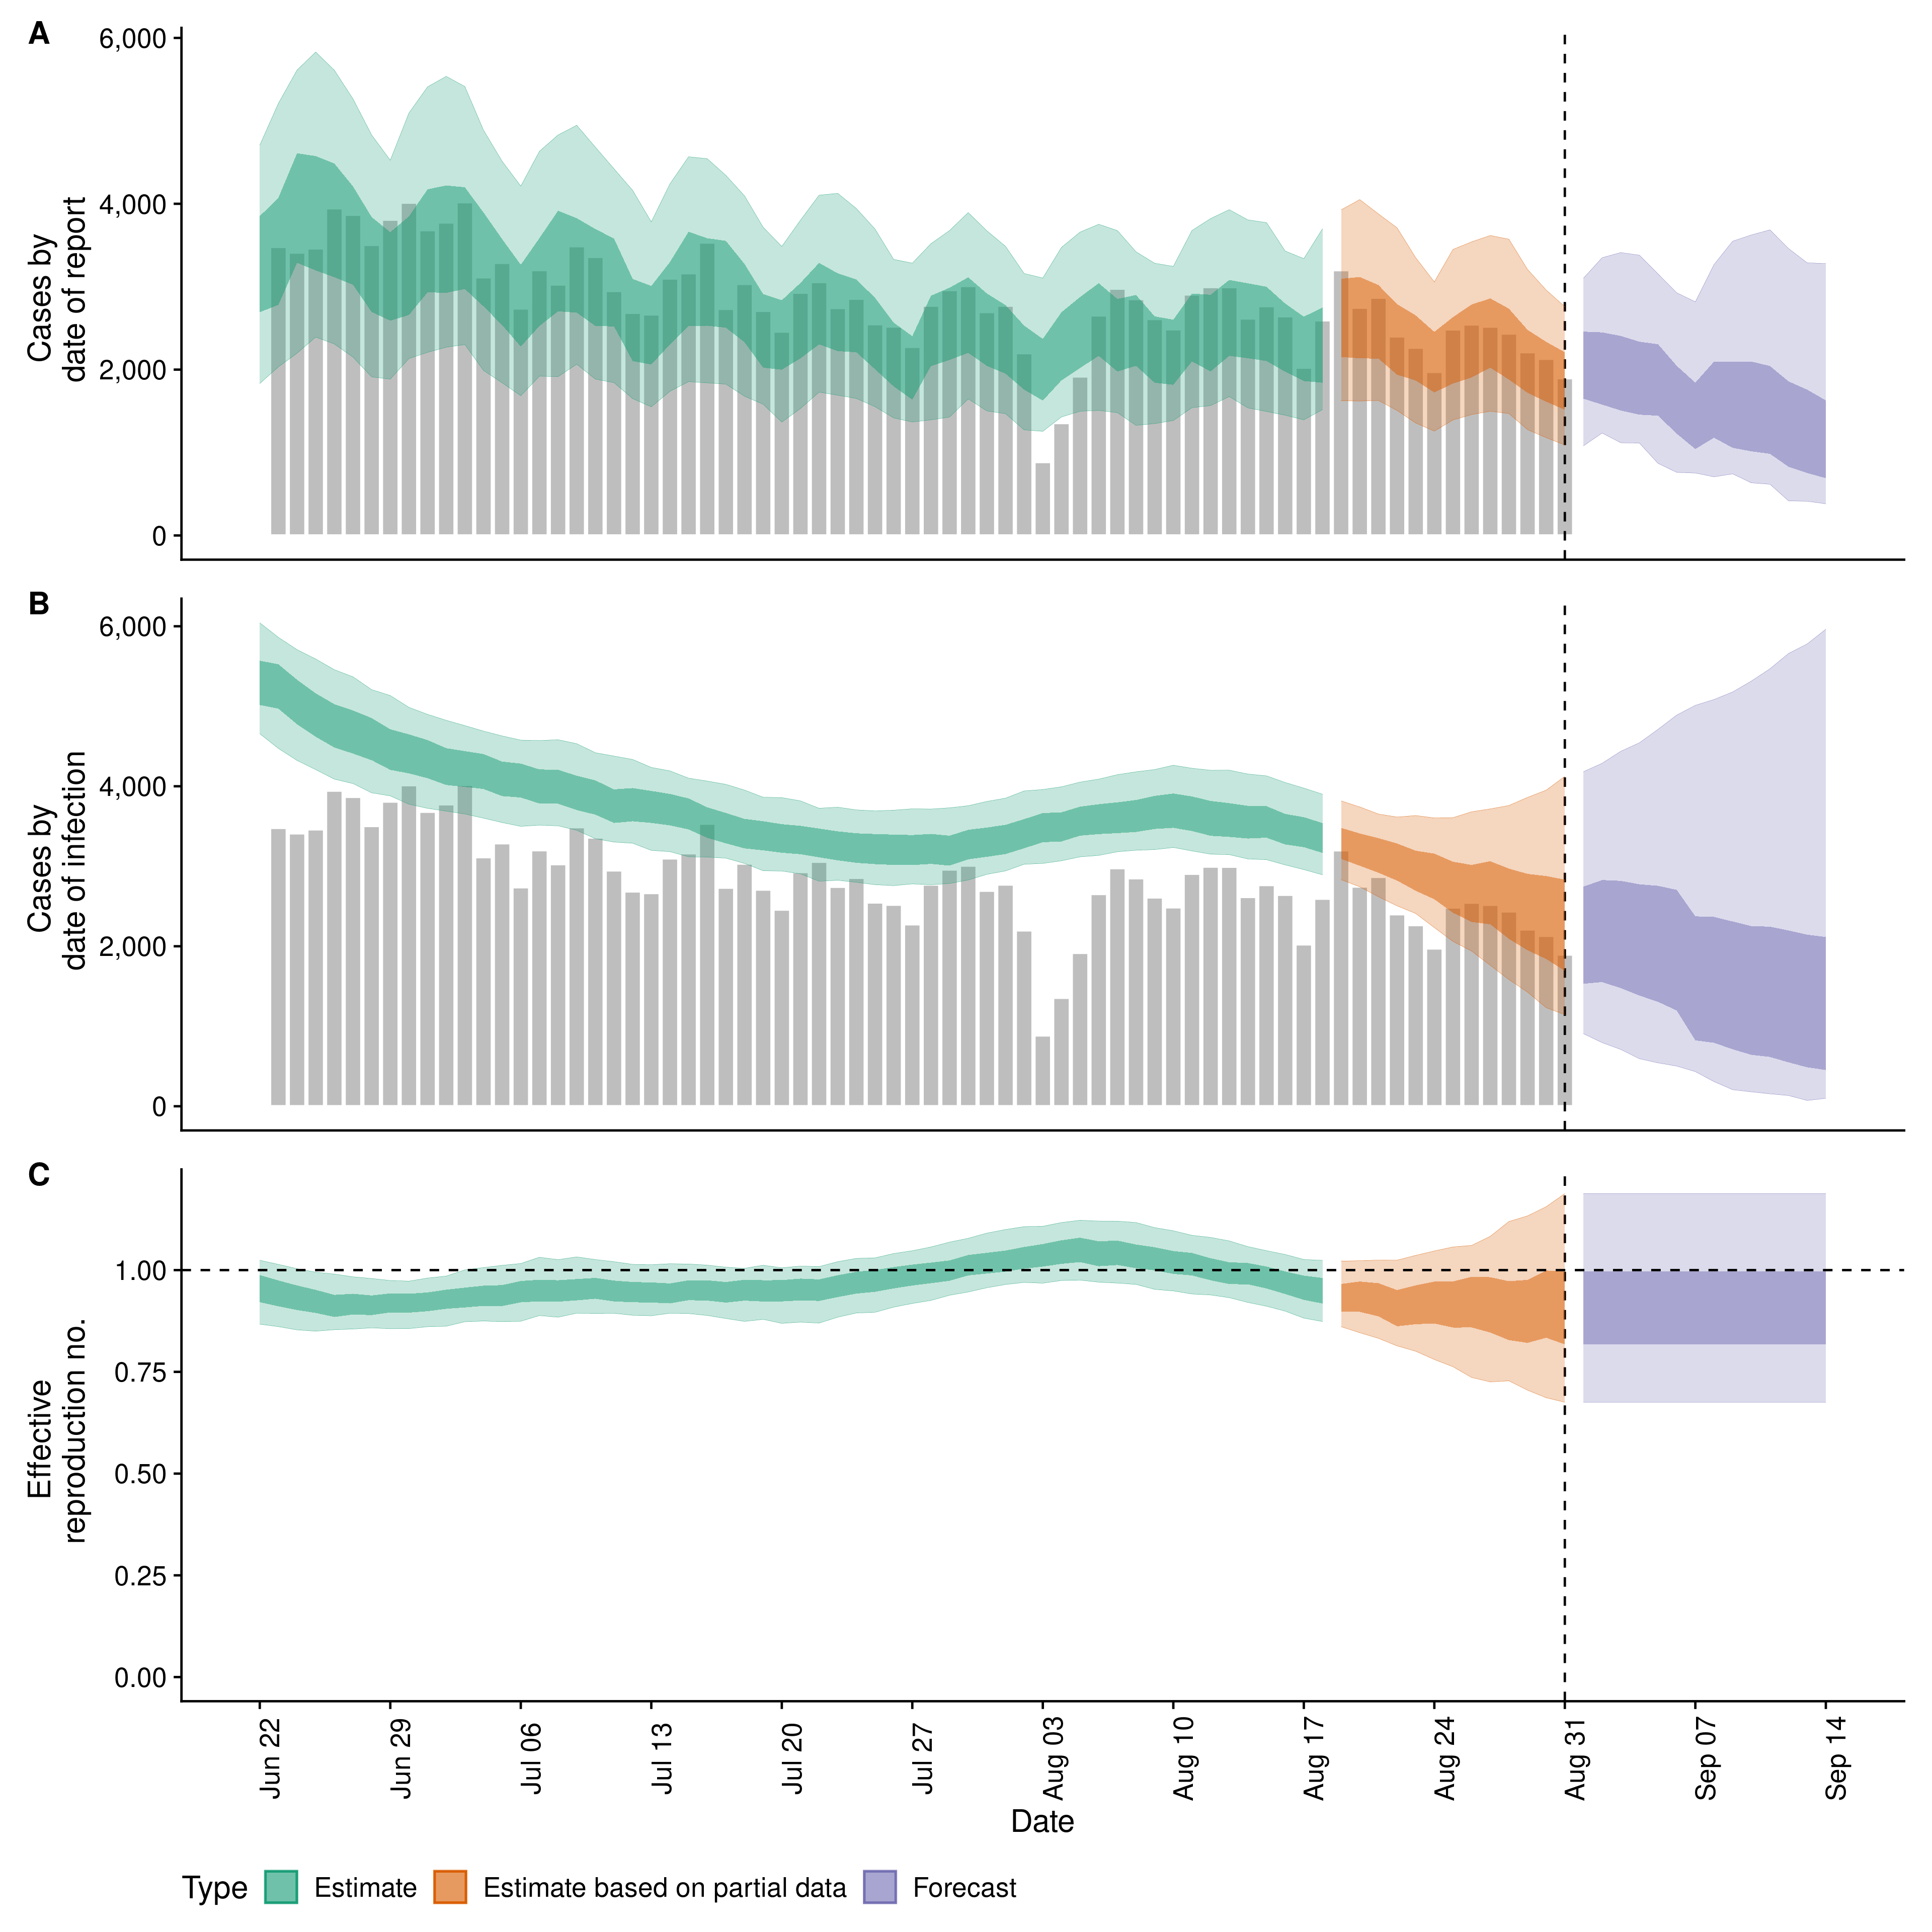 A
6,000
4,000
2,000
0
Cases by
date of report
B
6,000
4,000
2,000
0
Cases by
date of infection
C
1.00
0.75
0.50
0.25
0.00
Effective
reproduction no.
Jun 22
Jun 29
Jul 06
Jul 13
Jul 20
Jul 27
Aug 03
Aug 10
Aug 17
Aug 24
Aug 31
Sep 07
Sep 14
Date
Type Estimate Estimate based on partial data Forecast